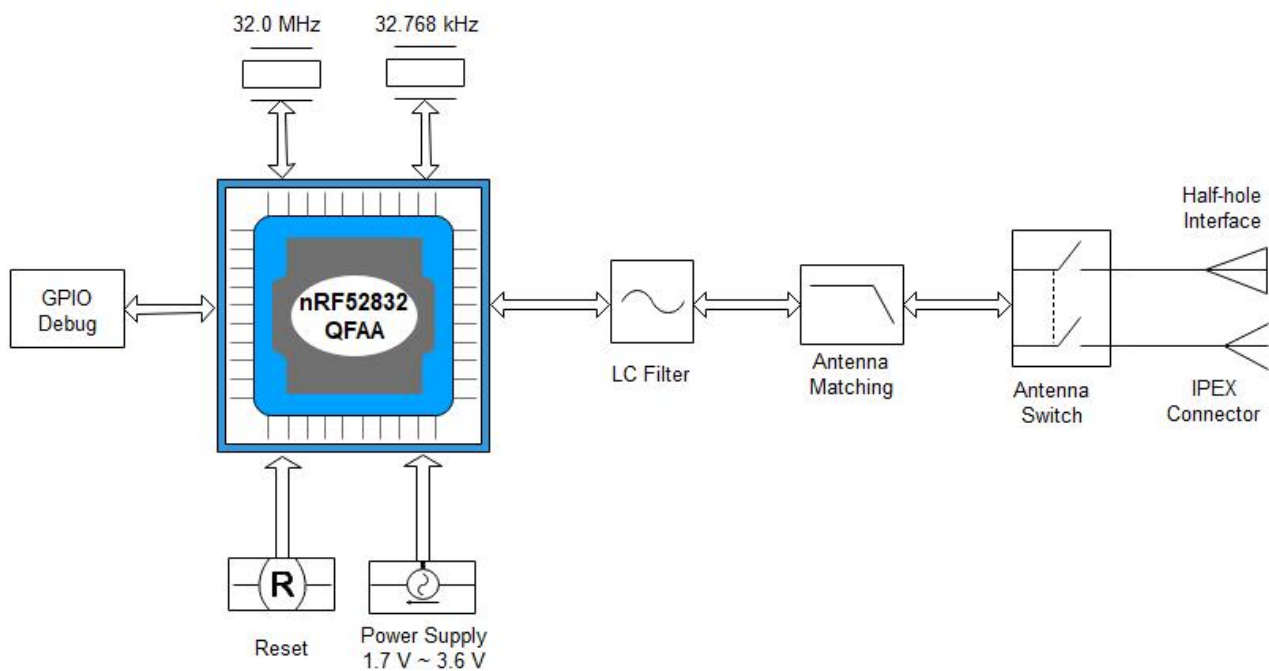 32.0 MHz
32.768 kHz
GPIO
Debug
nRF52832
QFAA
LC Filter
Antenna
Matching
Antenna
Switch
Half-hole
Interface
IPEX
Connector
R
Reset
Power Supply
1.7 V ~ 3.6 V